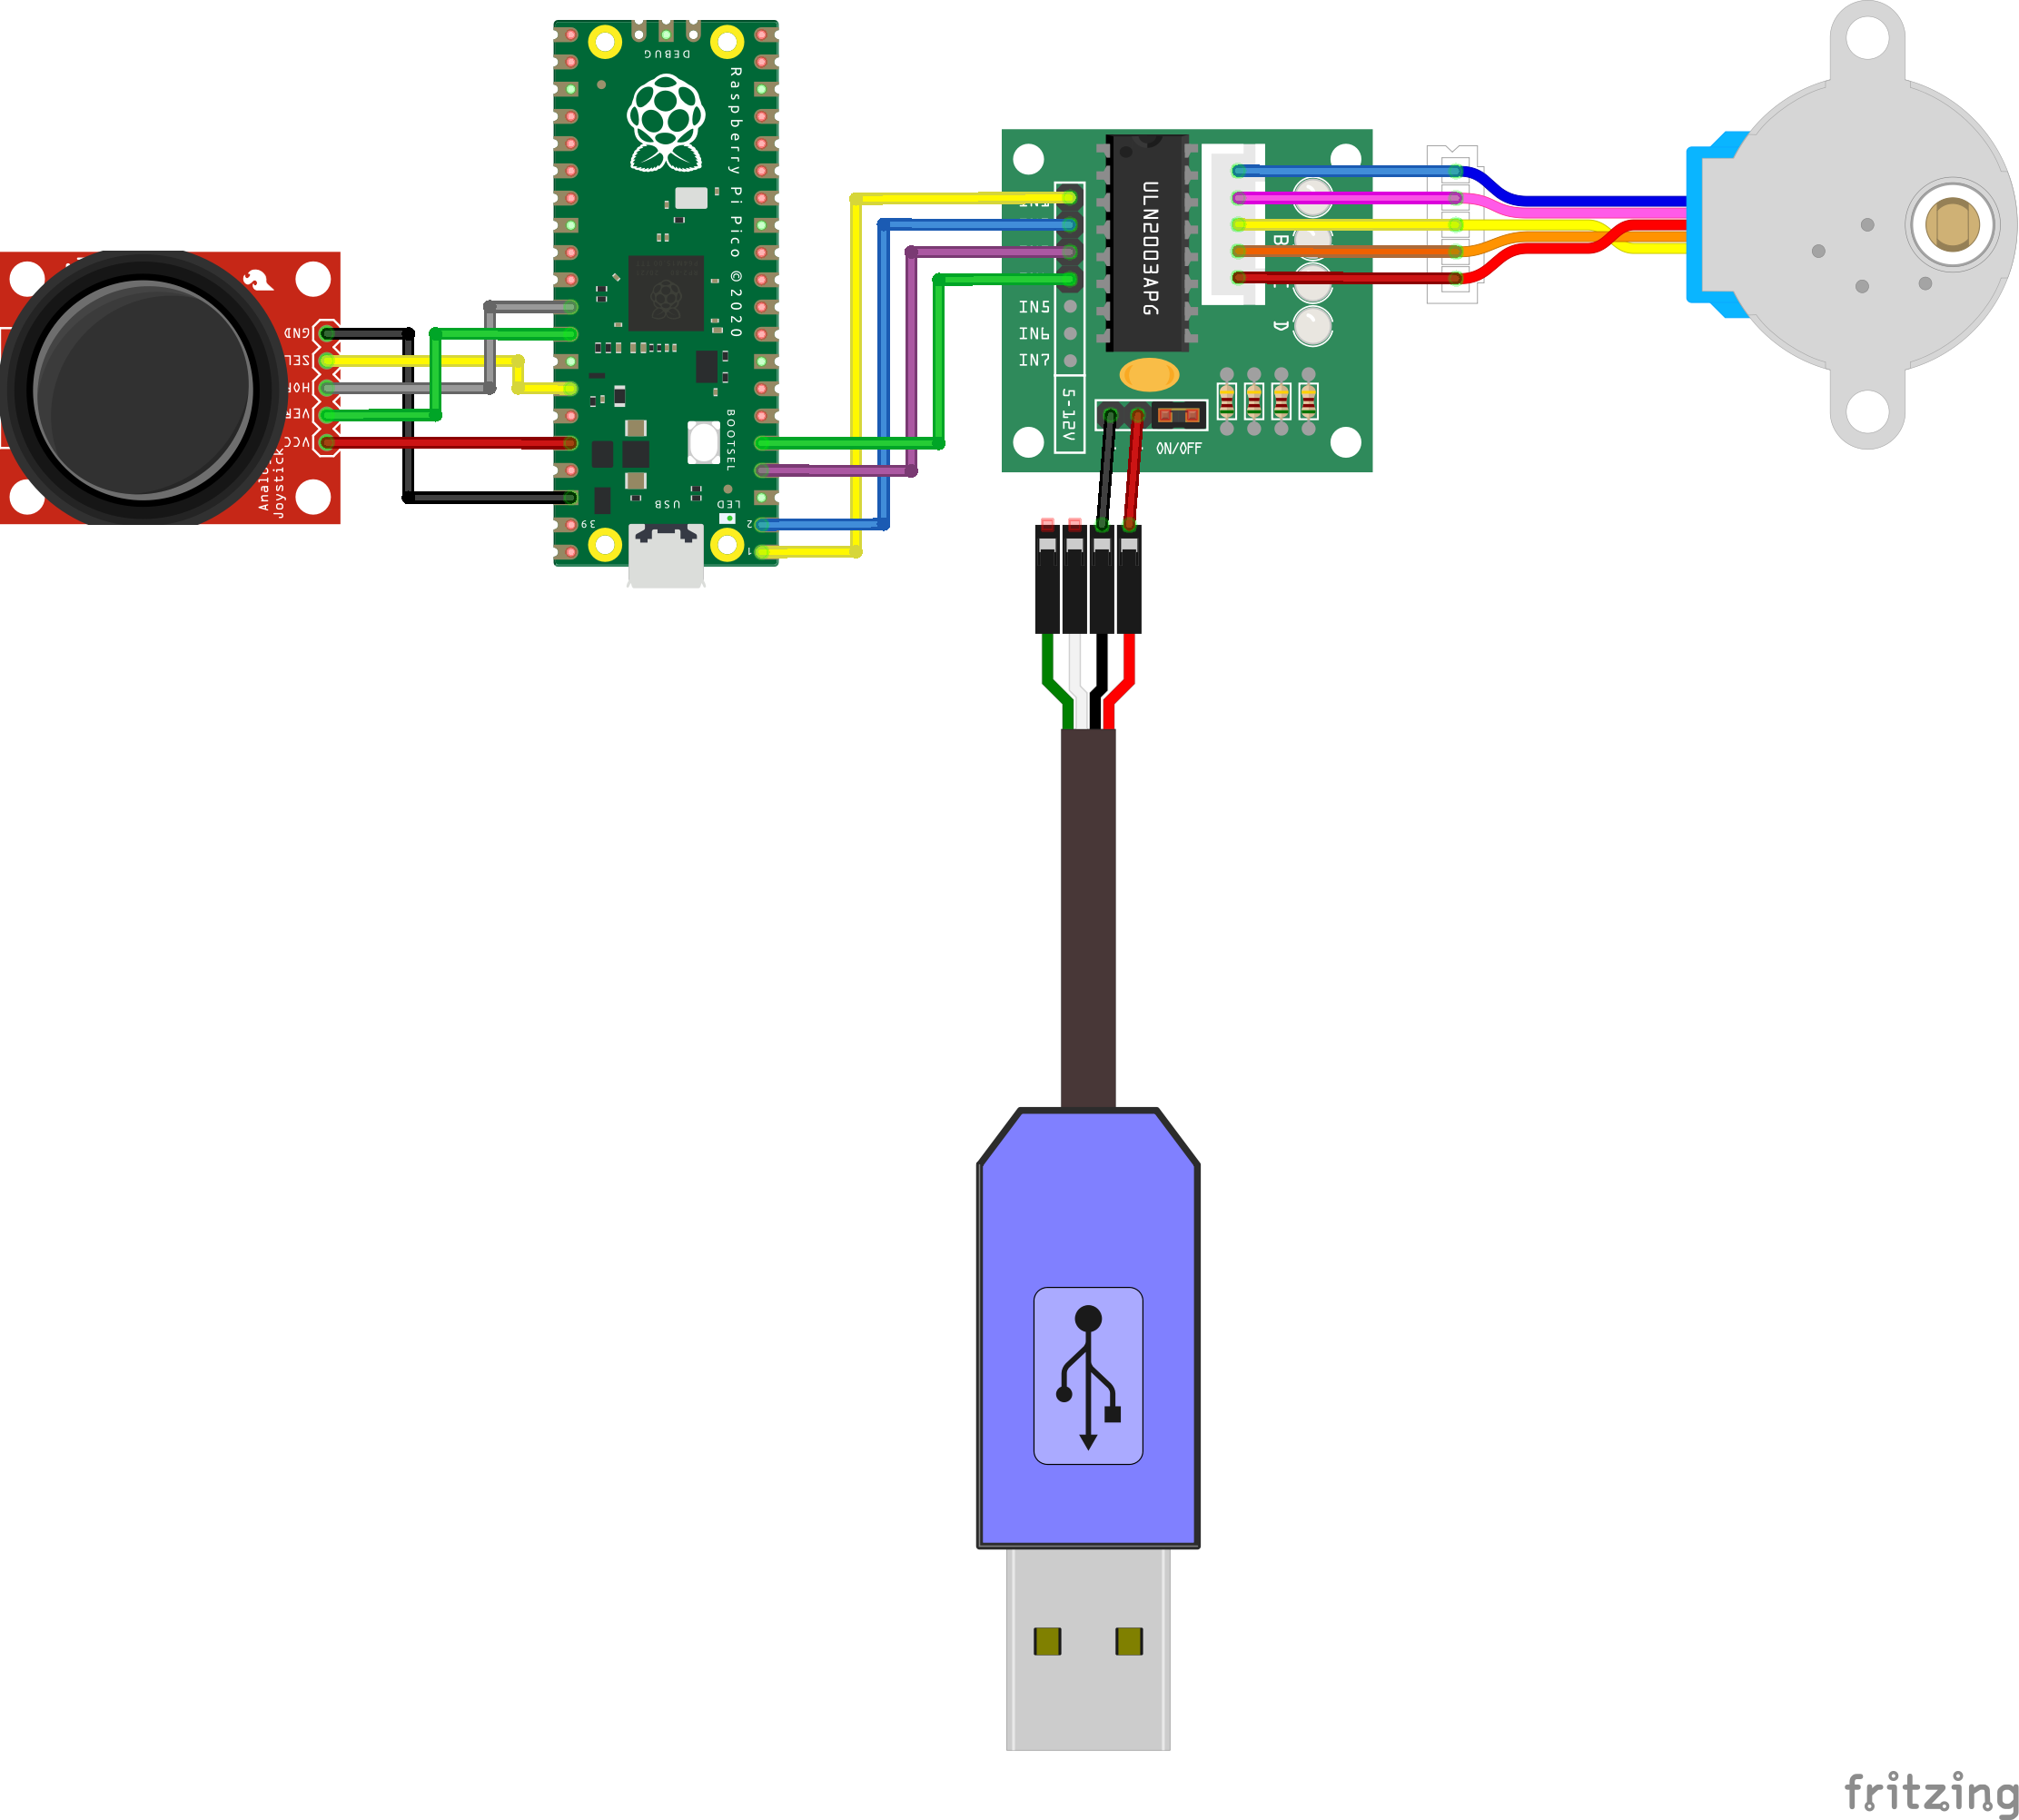 DEBUG
Raspberry Pi Pico ©2020
BOOTSEL
USB
LED
39
2
1
GND
SEL
HOR
VER
VCC
Joystick
ULN2003APG
IN5
IN6
IN7
5-12V
ON/OFF
B
D
fritzing